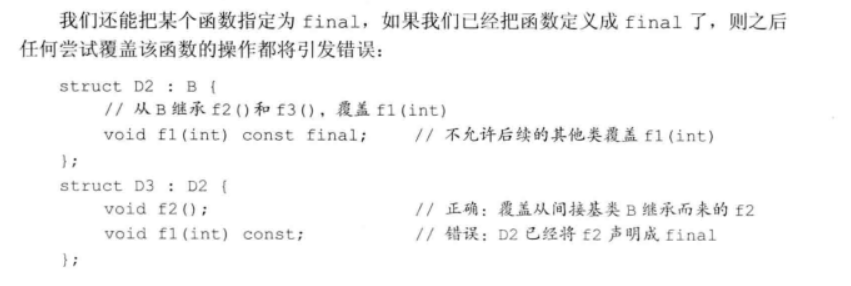 我们还能把某个函数指定为 final，如果我们已经把函数定义成 final 了，则之后
任何尝试覆盖该函数的操作都将引发错误：
struct D2 : B {
// 从 B 继承 f2()和 f3()，覆盖 f1(int)
void f1(int) const final; // 不允许后续的其他类覆盖 f1(int)
};
struct D3 : D2 {
void f2(); // 正确：覆盖从间接基类 B 继承而来的 f2
void f1(int) const; // 错误：D2 已经将 f2 声明成 final
};